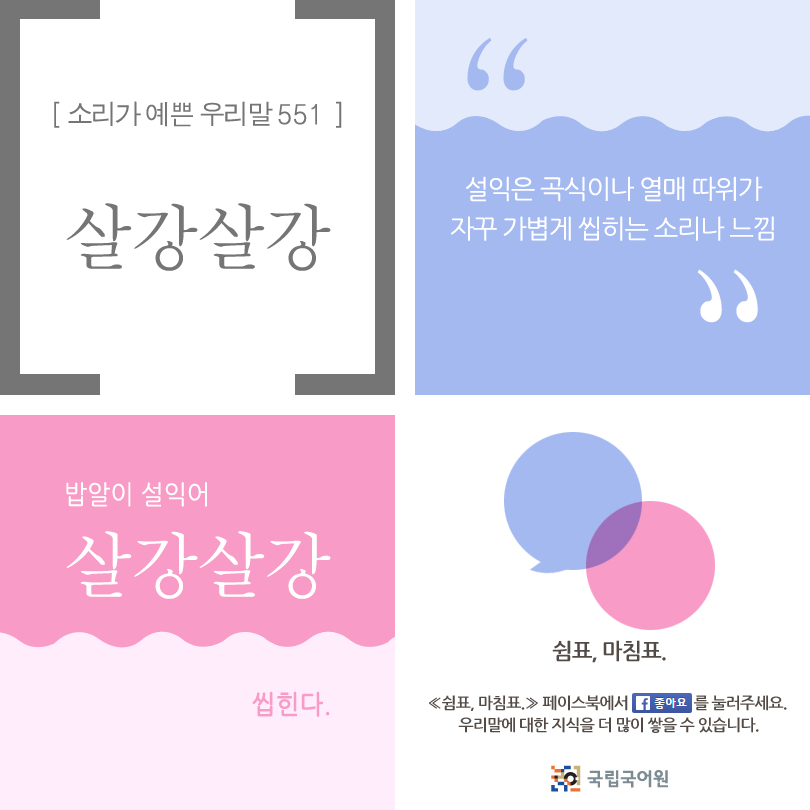 [ 소리가 예쁜 우리말 551 ]
살강살강
“
설익은 곡식이나 열매 따위가
자꾸 가볍게 씹히는 소리나 느낌
”
밥알이 설익어
살강살강
씹힌다.
쉼표, 마침표.
≪쉼표, 마침표.≫ 페이스북에서 f 좋아요 를 눌러주세요.
우리말에 대한 지식을 더 많이 쌓을 수 있습니다.
국립국어원